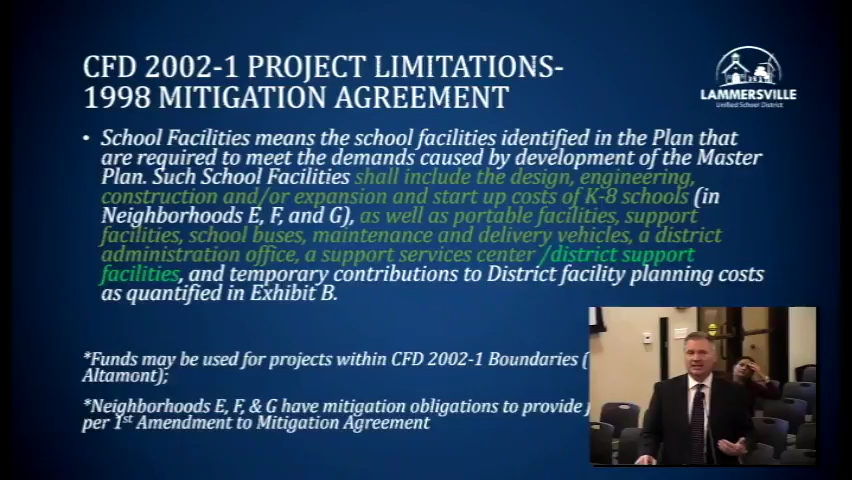 CFD 2002-1 PROJECT LIMITATIONS-
1998 MITIGATION AGREEMENT
LAMMERSVILLE
Unified School District
• School Facilities means the school facilities identified in the Plan that
are required to meet the demands caused by development of the Master
Plan. Such School Facilities shall include the design, engineering,
construction and/or expansion and start up costs of K-8 schools (in
Neighborhoods E, F, and G), as well as portable facilities, support
facilities, school buses, maintenance and delivery vehicles, a district
administration office, a support services center /district support
facilities, and temporary contributions to District facility planning costs
as quantified in Exhibit B.
*Funds may be used for projects within CFD 2002-1 Boundaries (
Altamont);
*Neighborhoods E, F, & G have mitigation obligations to provide
per 1st Amendment to Mitigation Agreement